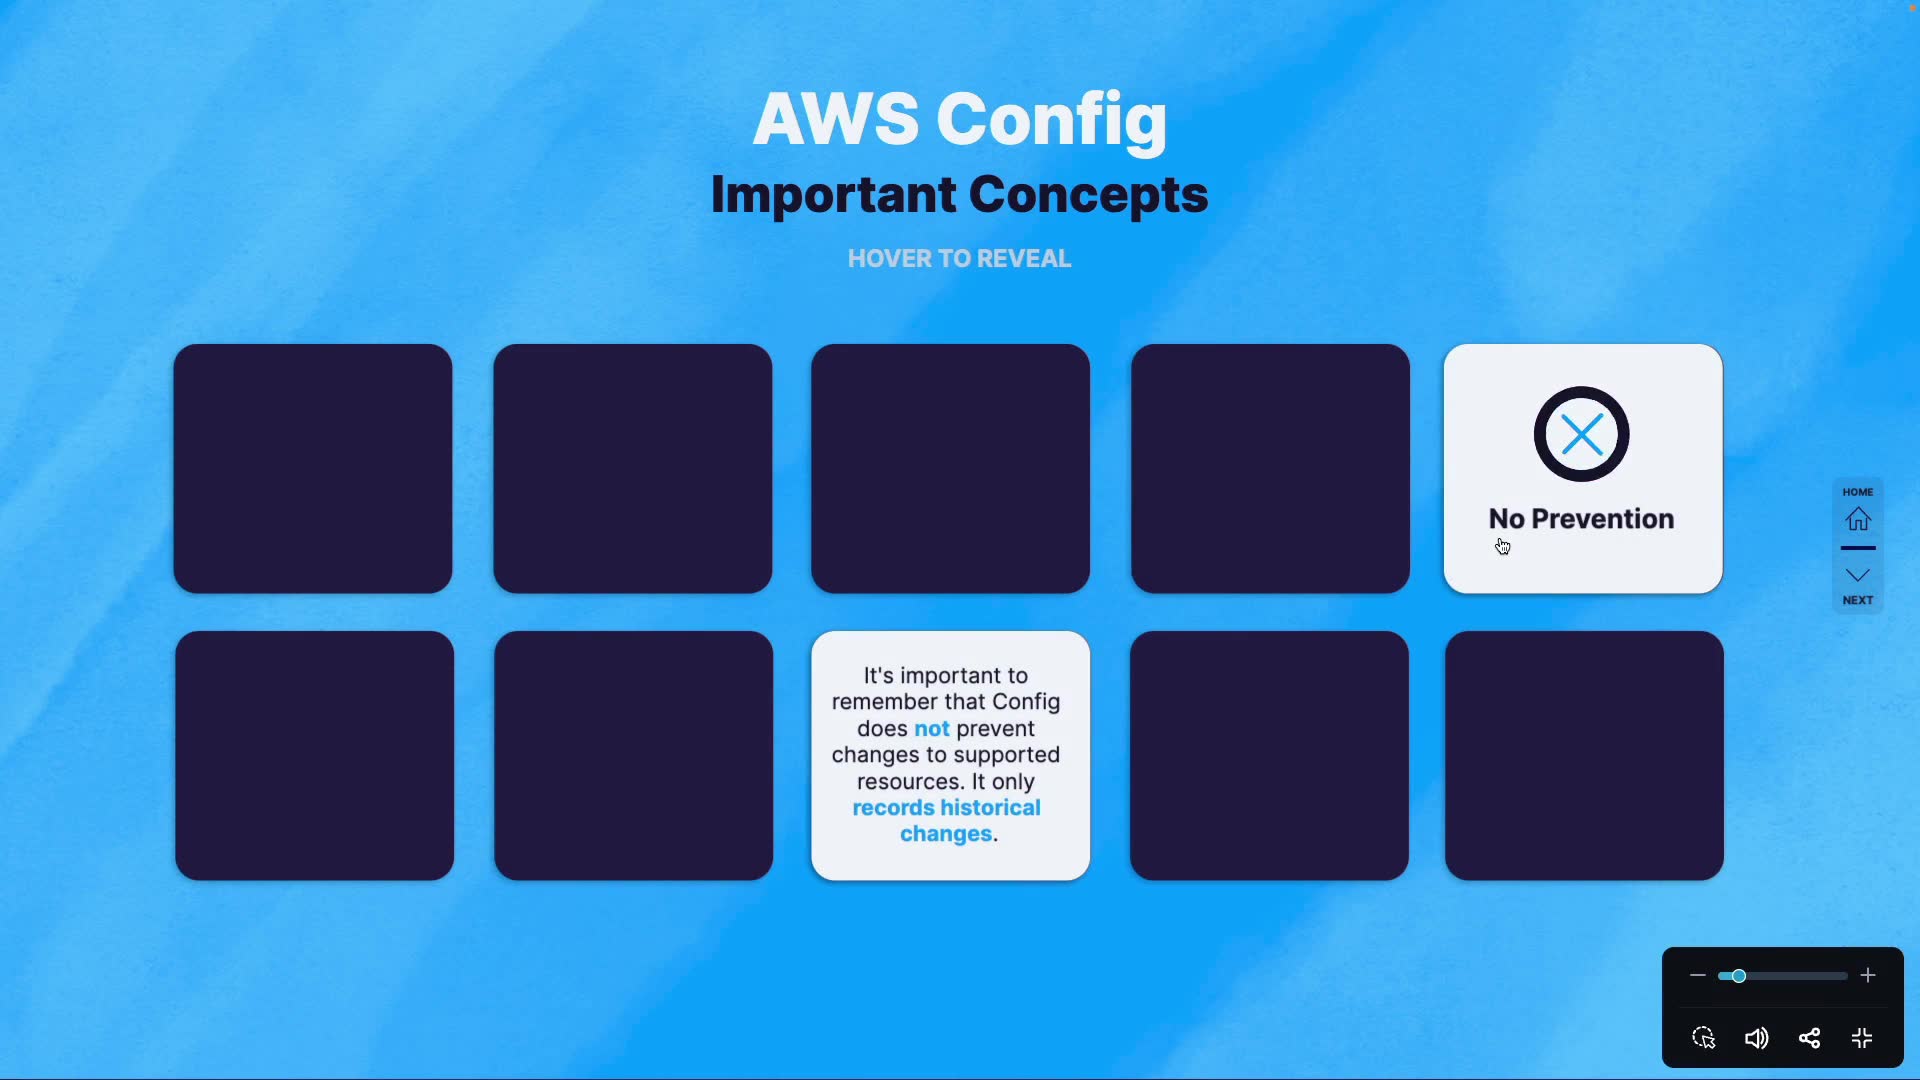 AWS Config
Important Concepts
HOVER TO REVEAL
No Prevention
HOME
NEXT
It's important to
remember that Config
does not prevent
changes to supported
resources. It only
records historical
changes.